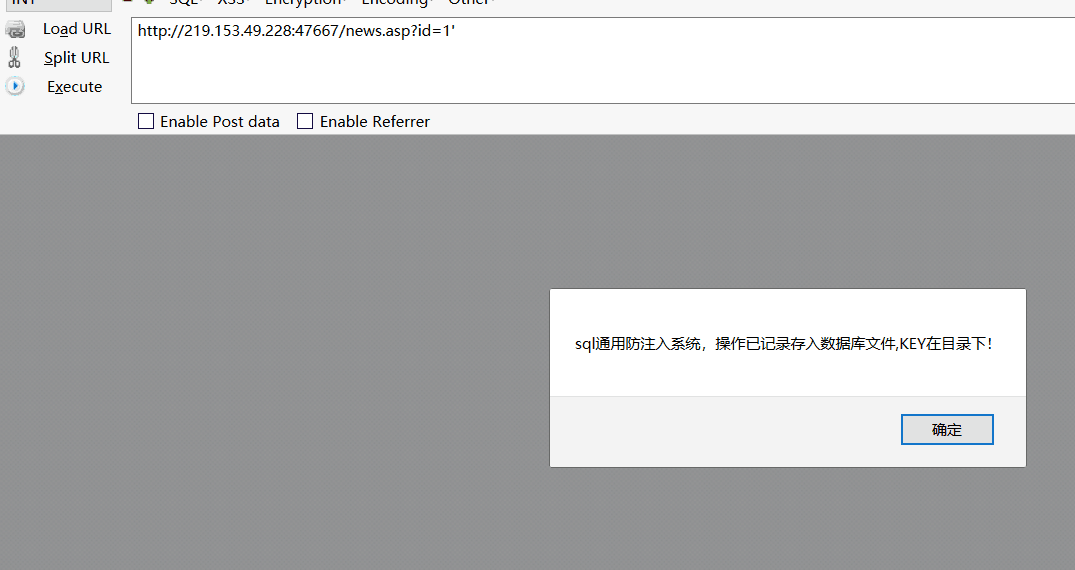 INT SQL XSS Encryption Encoding Other
Load URL
http://219.153.49.228:47667/news.asp?id=1'
Split URL
Execute
Enable Post data Enable Referrer
sql通用防注入系统，操作已记录存入数据库文件,KEY在目录下！
确定